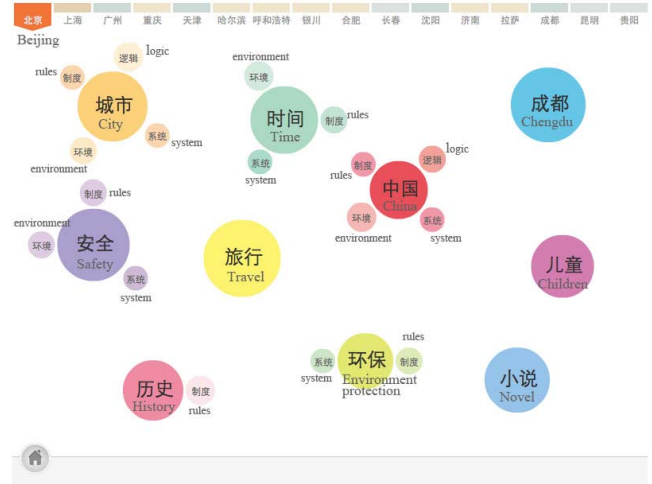 北京 上海 广州 重庆 天津 哈尔滨 呼和浩特 银川 合肥 长春 沈阳 济南 拉萨 成都 昆明 贵阳
Beijing
逻辑
logic
rules
制度
城市
City
系统
system
环境
environment
environment
环境
时间
Time
制度
rules
系统
system
成都
Chengdu
制度
rules
逻辑
logic
中国
China
环境
environment
系统
system
制度
rules
environment
环境
安全
Safety
系统
system
旅行
Travel
儿童
Children
历史
History
制度
rules
rules
系统
system
环保
Environment
protection
制度
小说
Novel